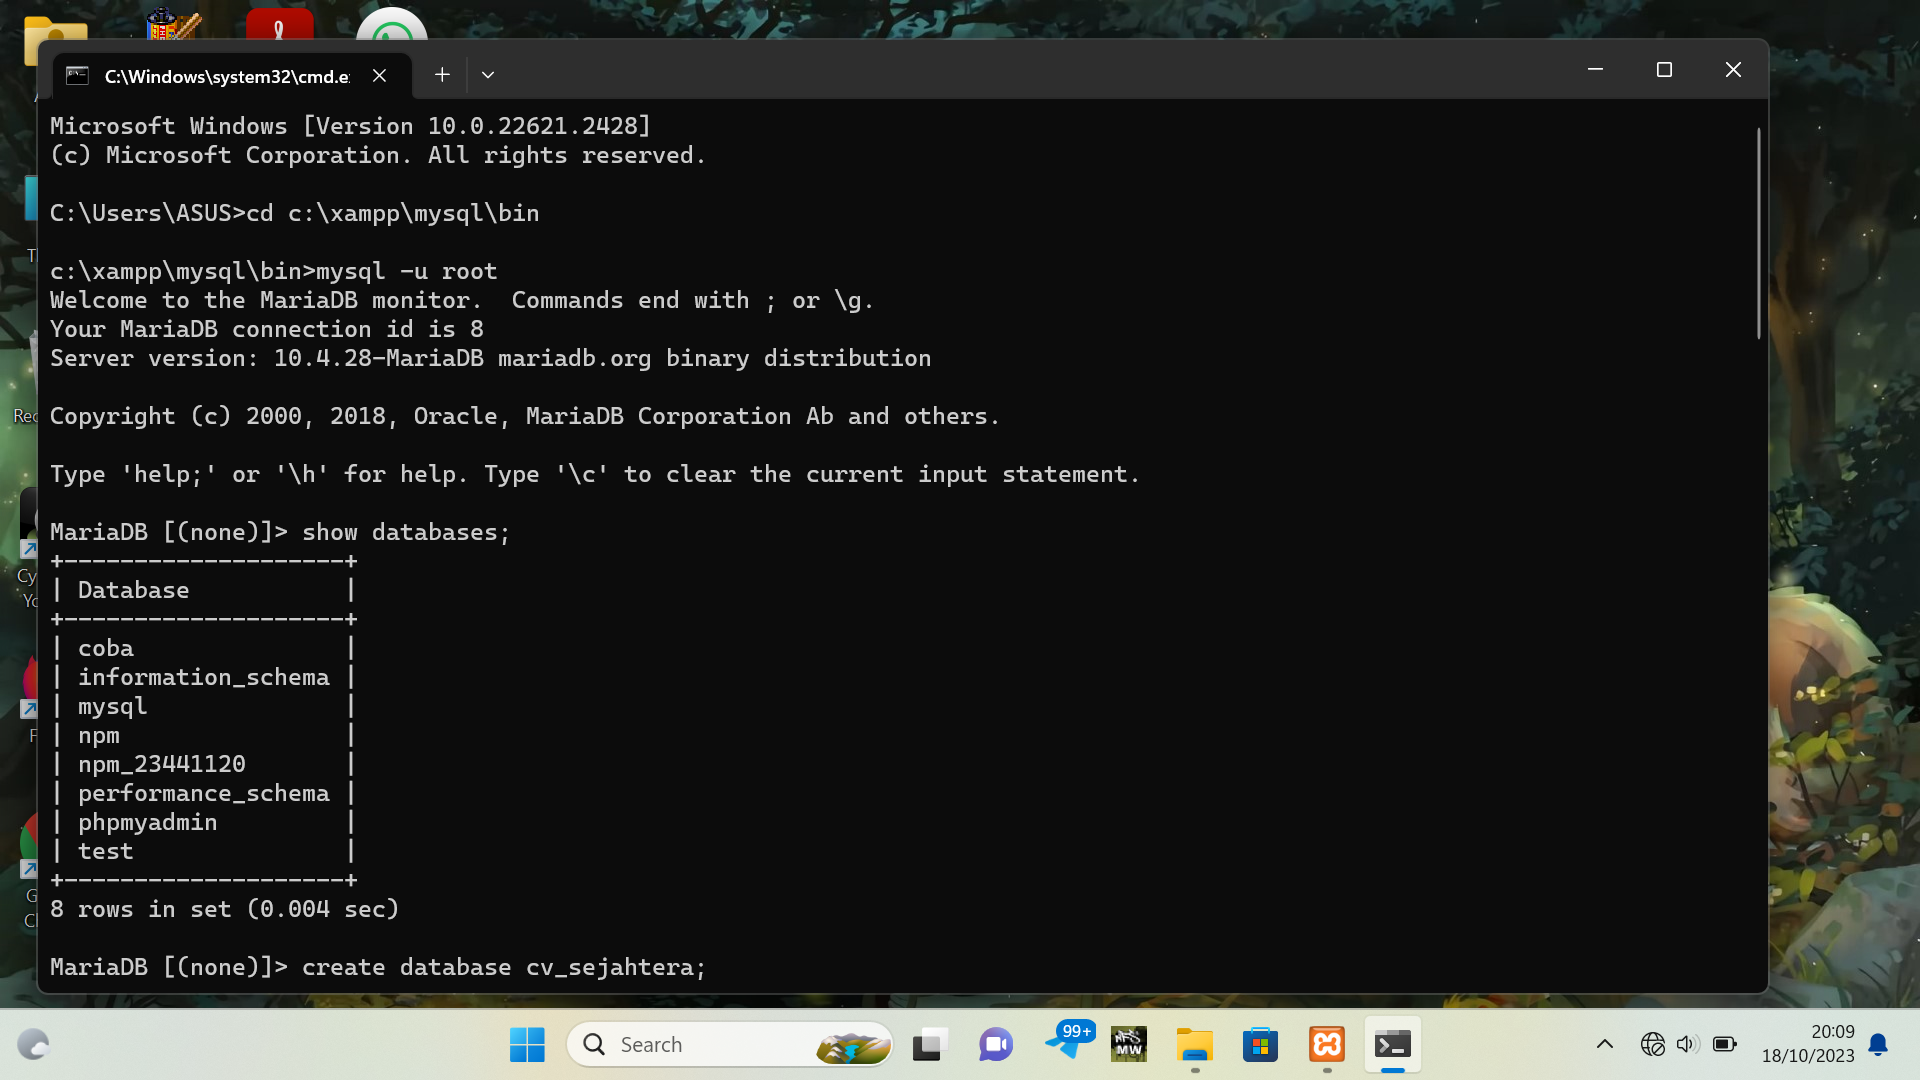 C:\Windows\system32\cmd.e
Microsoft Windows [Version 10.0.22621.2428]
(c) Microsoft Corporation. All rights reserved.
C:\Users\ASUS>cd c:\xampp\mysql\bin
c:\xampp\mysql\bin>mysql -u root
Welcome to the MariaDB monitor.  Commands end with ; or \g.
Your MariaDB connection id is 8
Server version: 10.4.28-MariaDB mariadb.org binary distribution
Copyright (c) 2000, 2018, Oracle, MariaDB Corporation Ab and others.
Type 'help;' or '\h' for help. Type '\c' to clear the current input statement.
MariaDB [(none)]> show databases;
+--------------------+
| Database           |
+--------------------+
| coba               |
| information_schema |
| mysql              |
| npm                |
| npm_23441120       |
| performance_schema |
| phpmyadmin         |
| test               |
+--------------------+
8 rows in set (0.004 sec)
MariaDB [(none)]> create database cv_sejahtera;
Search
99+
MW
20:09
18/10/2023